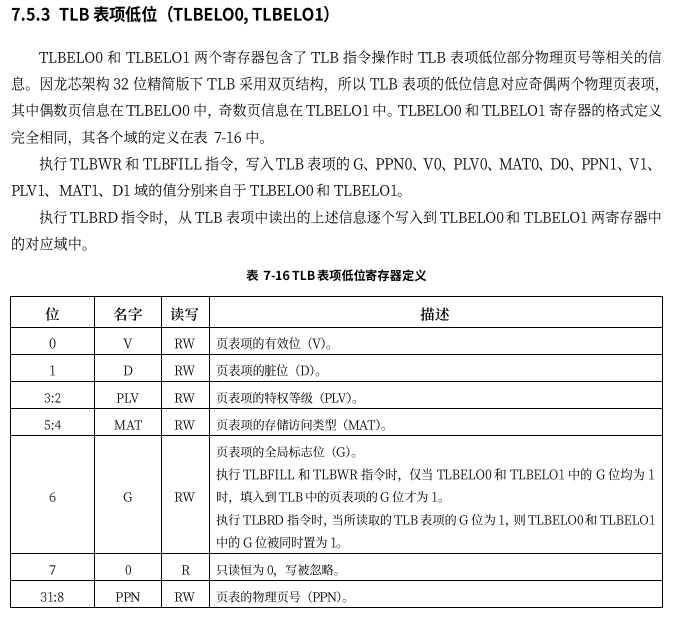 7.5.3 TLB 表项低位（TLBELO0, TLBELO1）
TLBELO0 和 TLBELO1 两个寄存器包含了 TLB 指令操作时 TLB 表项低位部分物理页号等相关的信
息。因龙芯架构 32 位精简版下 TLB 采用双页结构，所以 TLB 表项的低位信息对应奇偶两个物理页表项，
其中偶数页信息在 TLBELO0 中，奇数页信息在 TLBELO1 中。TLBELO0 和 TLBELO1 寄存器的格式定义
完全相同，其各个域的定义在表 7-16 中。
执行 TLBWR 和 TLBFILL 指令，写入 TLB 表项的 G、PPN0、V0、PLV0、MAT0、D0、PPN1、V1、
PLV1、MAT1、D1 域的值分别来自于 TLBELO0 和 TLBELO1。
执行 TLBRD 指令时，从 TLB 表项中读出的上述信息逐个写入到 TLBELO0 和 TLBELO1 两寄存器中
的对应域中。
表 7-16 TLB 表项低位寄存器定义
位 名字 读写 描述
0 V RW 页表项的有效位（V）。
1 D RW 页表项的脏位（D）。
3:2 PLV RW 页表项的特权等级（PLV）。
5:4 MAT RW 页表项的存储访问类型（MAT）。
6 G RW 页表项的全局标志位（G）。
执行 TLBFILL 和 TLBWR 指令时，仅当 TLBELO0 和 TLBELO1 中的 G 位均为 1
时，填入到 TLB 中的页表项的 G 位才为 1。
执行 TLBRD 指令时，当所读取的 TLB 表项的 G 位为 1，则 TLBELO0 和 TLBELO1
中的 G 位被同时置为 1。
7 0 R 只读恒为 0，写被忽略。
31:8 PPN RW 页表的物理页号（PPN）。